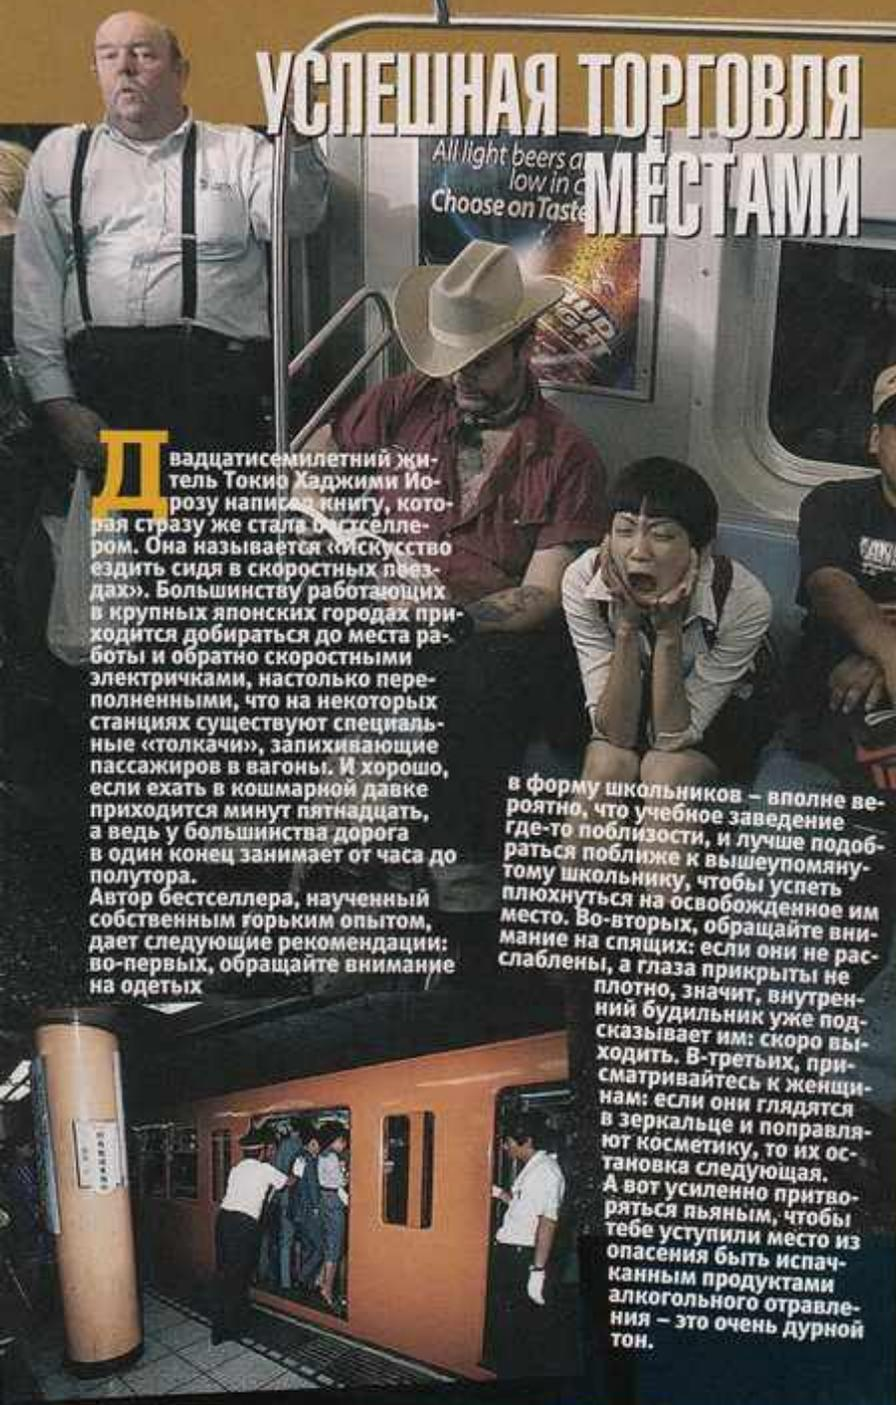 УСПЕШНАЯ ТОРГОВЛЯ
МЕСТАМИ
All light beers a
low in c
Choose on Taste
Двадцатисемилетний жи-
тель Токио Хаджими Ио-
розу написал книгу, кото-
рая стразу же стала бестселле-
ром. Она называется «Искусство
ездить сидя в скоростных поез-
дах». Большинству работающих
в крупных японских городах при-
ходится добираться до места ра-
боты и обратно скоростными
электричками, настолько пере-
полненными, что на некоторых
станциях существуют специаль-
ные «толкачи», запихивающие
пассажиров в вагоны. И хорошо,
если ехать в кошмарной давке
приходится минут пятнадцать,
а ведь у большинства дорога
в один конец занимает от часа до
полутора.
Автор бестселлера, наученный
собственным горьким опытом,
дает следующие рекомендации:
во-первых, обращайте внимание
на одетых
в форму школьников – вполне ве-
роятно, что учебное заведение
где-то поблизости, и лучше подоб-
раться поближе к вышеупомяну-
тому школьнику, чтобы успеть
плюхнуться на освобожденное им
место. Во-вторых, обращайте вни-
мание на спящих: если они не рас-
слаблены, а глаза прикрыты не
плотно, значит, внутрен-
ний будильник уже под-
сказывает им: скоро вы-
ходить. В-третьих, при-
сматривайтесь к женщи-
нам: если они глядятся
в зеркальце и поправля-
ют косметику, то их ос-
тановка следующая.
А вот усиленно притво-
ряться пьяным, чтобы
тебе уступили место из
опасения быть испач-
канным продуктами
алкогольного отравле-
ния – это очень дурной
тон.